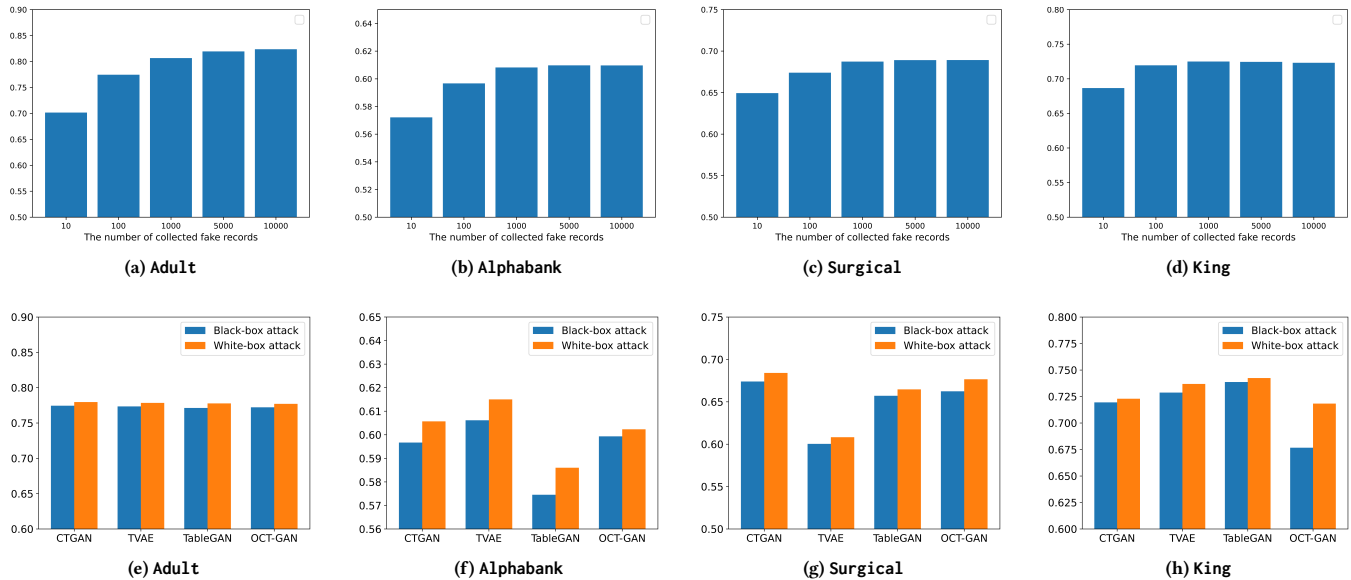 0.90
0.85
0.80
0.75
0.70
0.65
0.60
0.55
0.50
10 100 1000 5000 10000
The number of collected fake records
(a) Adult
0.64
0.62
0.60
0.58
0.56
0.54
0.52
0.50
10 100 1000 5000 10000
The number of collected fake records
(b) Alphabank
0.75
0.70
0.65
0.60
0.55
0.50
10 100 1000 5000 10000
The number of collected fake records
(c) Surgical
0.80
0.75
0.70
0.65
0.60
0.55
0.50
10 100 1000 5000 10000
The number of collected fake records
(d) King
0.90
0.85
0.80
0.75
0.70
0.65
0.60
Black-box attack
White-box attack
CTGAN TVAE TableGAN OCT-GAN
(e) Adult
0.65
0.64
0.63
0.62
0.61
0.60
0.59
0.58
0.57
0.56
Black-box attack
White-box attack
CTGAN TVAE TableGAN OCT-GAN
(f) Alphabank
0.75
0.70
0.65
0.60
0.55
0.50
Black-box attack
White-box attack
CTGAN TVAE TableGAN OCT-GAN
(g) Surgical
0.800
0.775
0.750
0.725
0.700
0.675
0.650
0.625
0.600
Black-box attack
White-box attack
CTGAN TVAE TableGAN OCT-GAN
(h) King